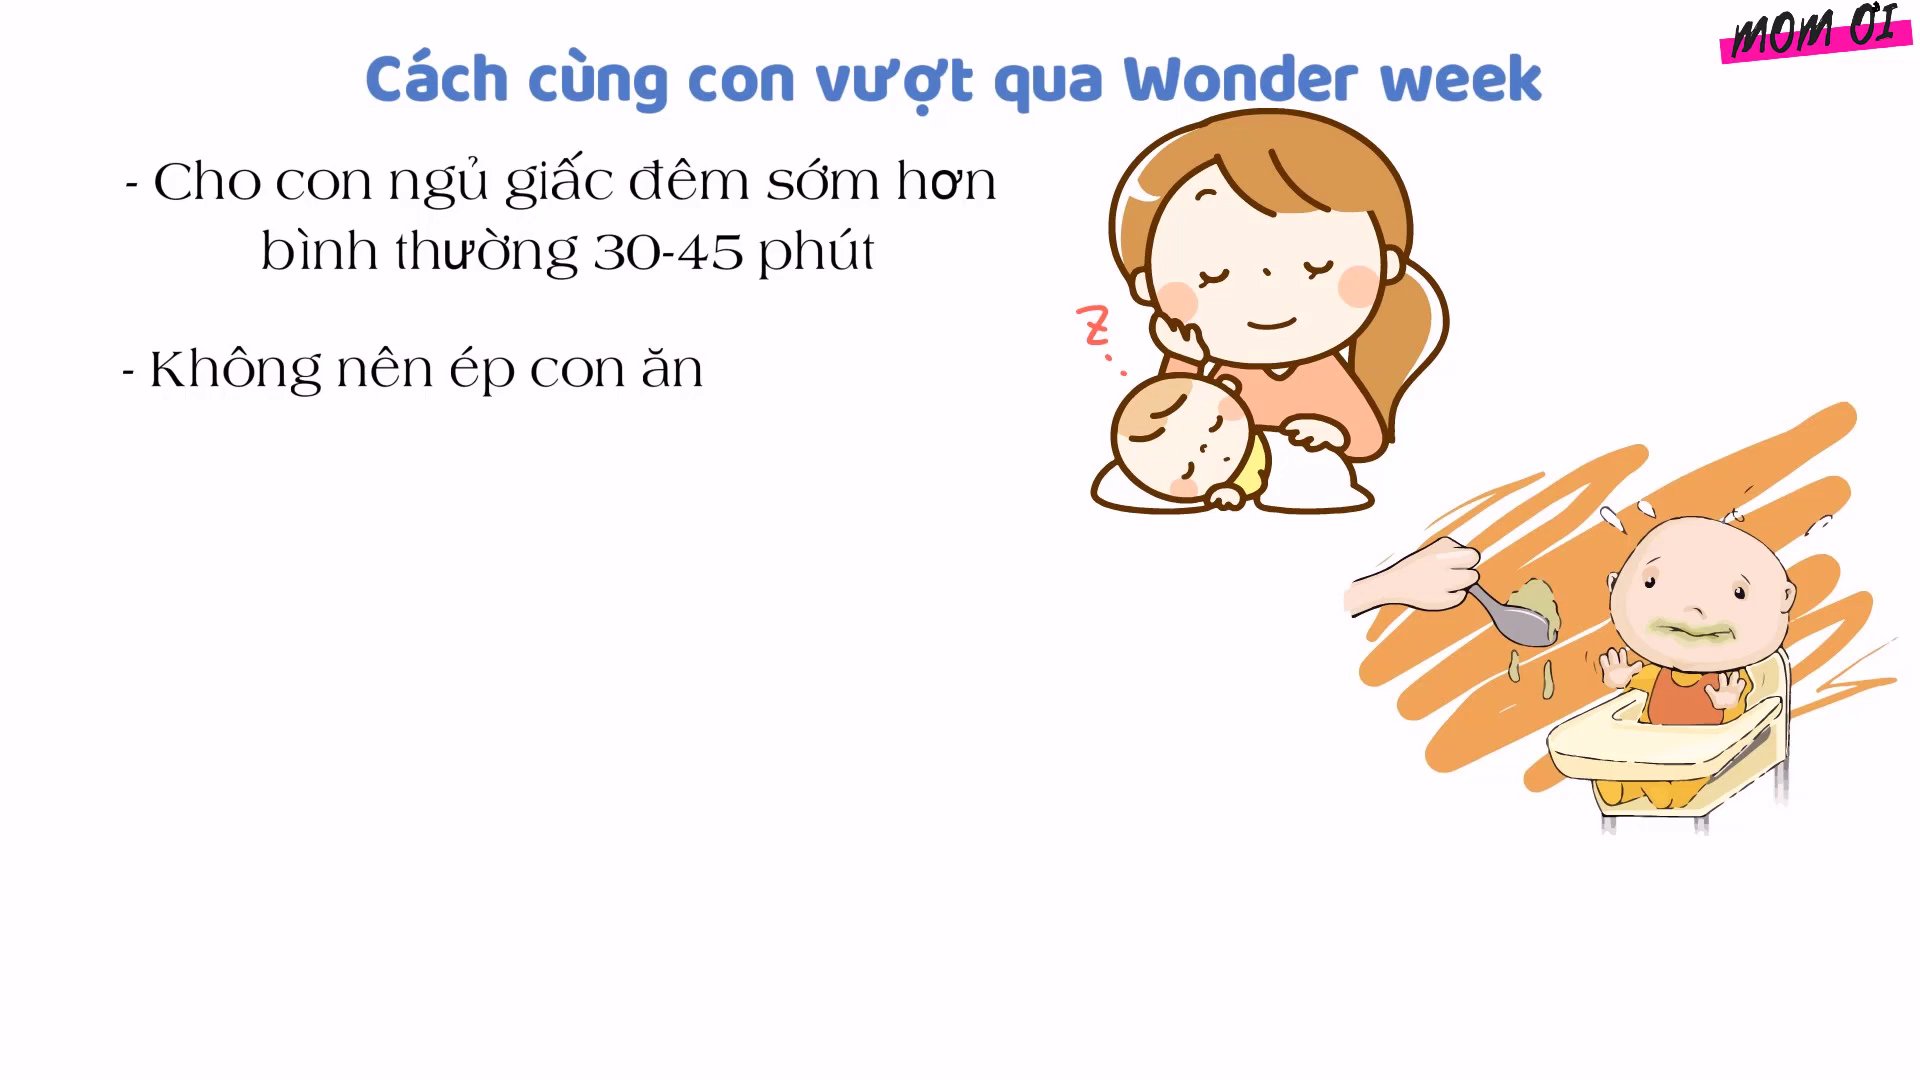 MOM ƠI
Cách cùng con vượt qua Wonder week
- Cho con ngủ giấc đêm sớm hơn
bình thường 30-45 phút
- Không nên ép con ăn
Z